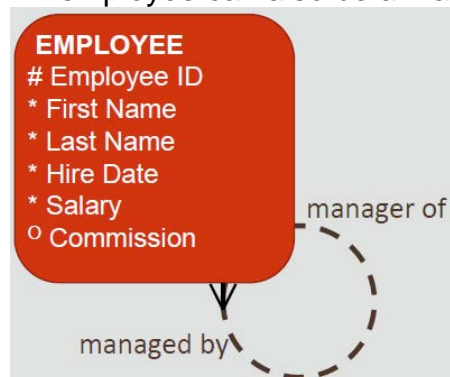 EMPLOYEE
# Employee ID
* First Name
* Last Name
* Hire Date
* Salary
manager of
o Commission
managed by